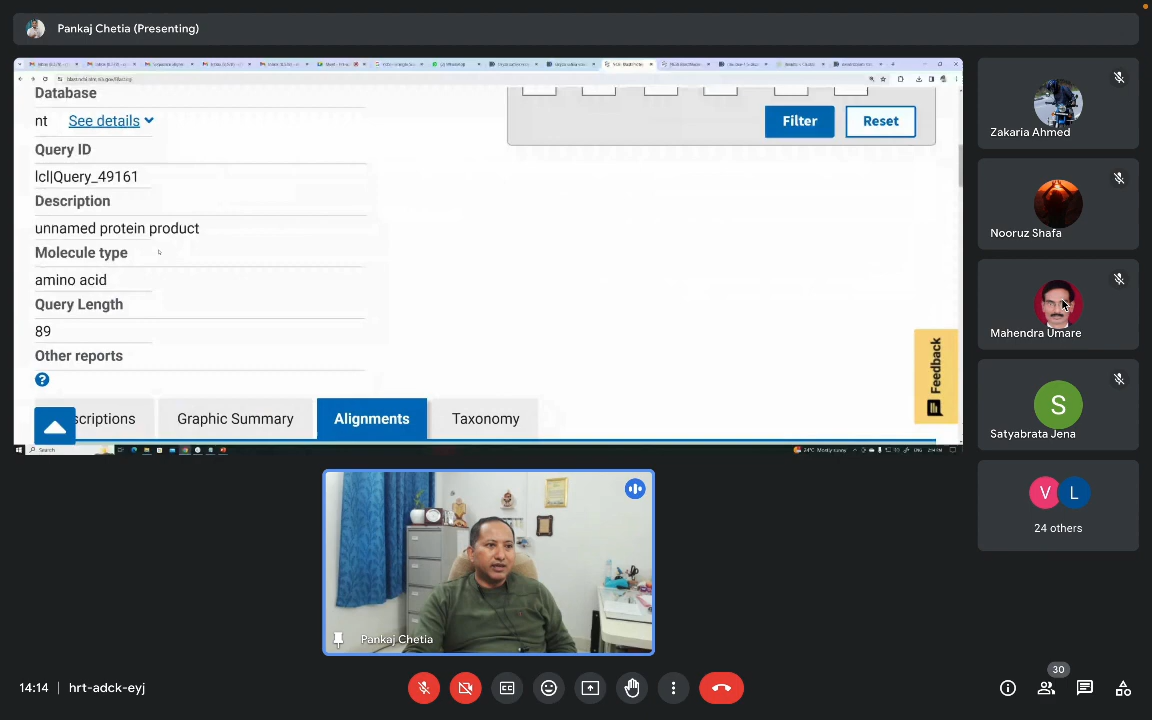 Pankaj Chetia (Presenting)
Database
nt See details
Query ID
lcl|Query_49161
Description
unnamed protein product
Molecule type
amino acid
Query Length
89
Other reports
?
Filter Reset
Feedback
scriptions Graphic Summary Alignments Taxonomy
Search
Zakaria Ahmed
Nooruz Shafa
Mahendra Umare
S
Satyabrata Jena
V L
24 others
Pankaj Chetia
14:14 | hrt-adck-eyj
30